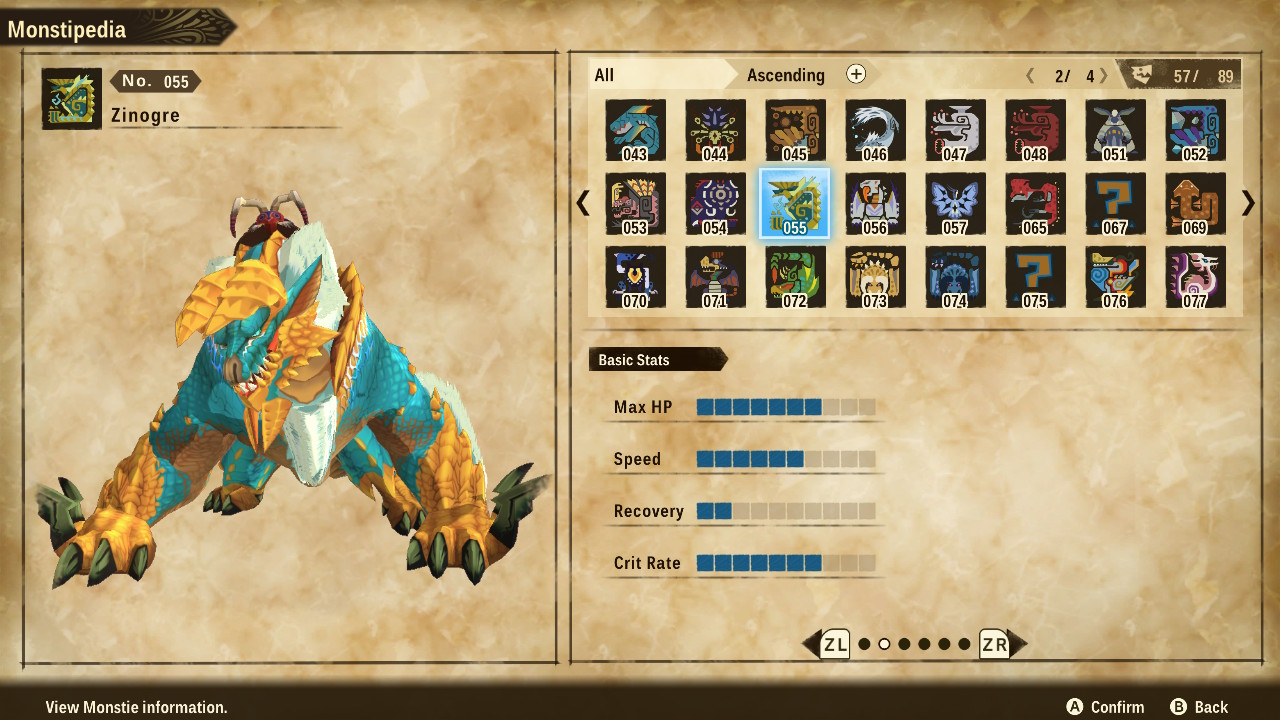 Monstipedia
No. 055
Zinogre
All
Ascending
2/ 4
57/ 89
043 044 045 046 047 048 051 052
053 054 055 056 057 065 067 069
070 071 072 073 074 075 076 077
Basic Stats
Max HP
Speed
Recovery
Crit Rate
ZL ZR
View Monstie information.
A Confirm B Back